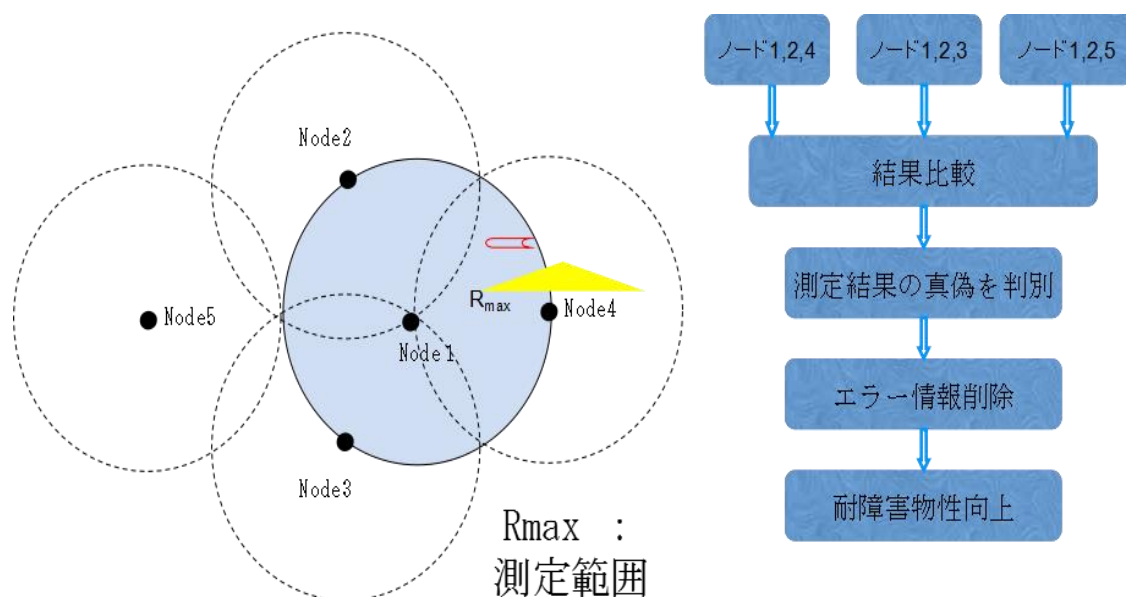 Node2
Node5
Rmax
Node4
Node1
Node3
Rmax :
測定範囲
ノード1,2,4
ノード1,2,3
ノード1,2,5
結果比較
測定結果の真偽を判別
エラー情報削除
耐障害物性向上